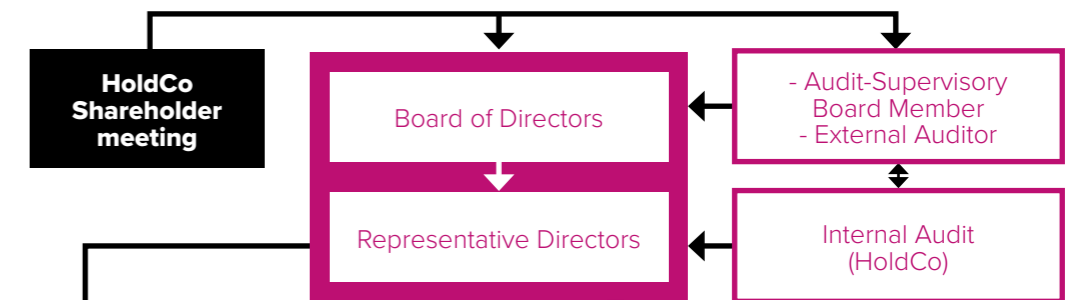 HoldCo
Shareholder
meeting
Board of Directors
Representative Directors
- Audit-Supervisory
Board Member
- External Auditor
Internal Audit
(HoldCo)